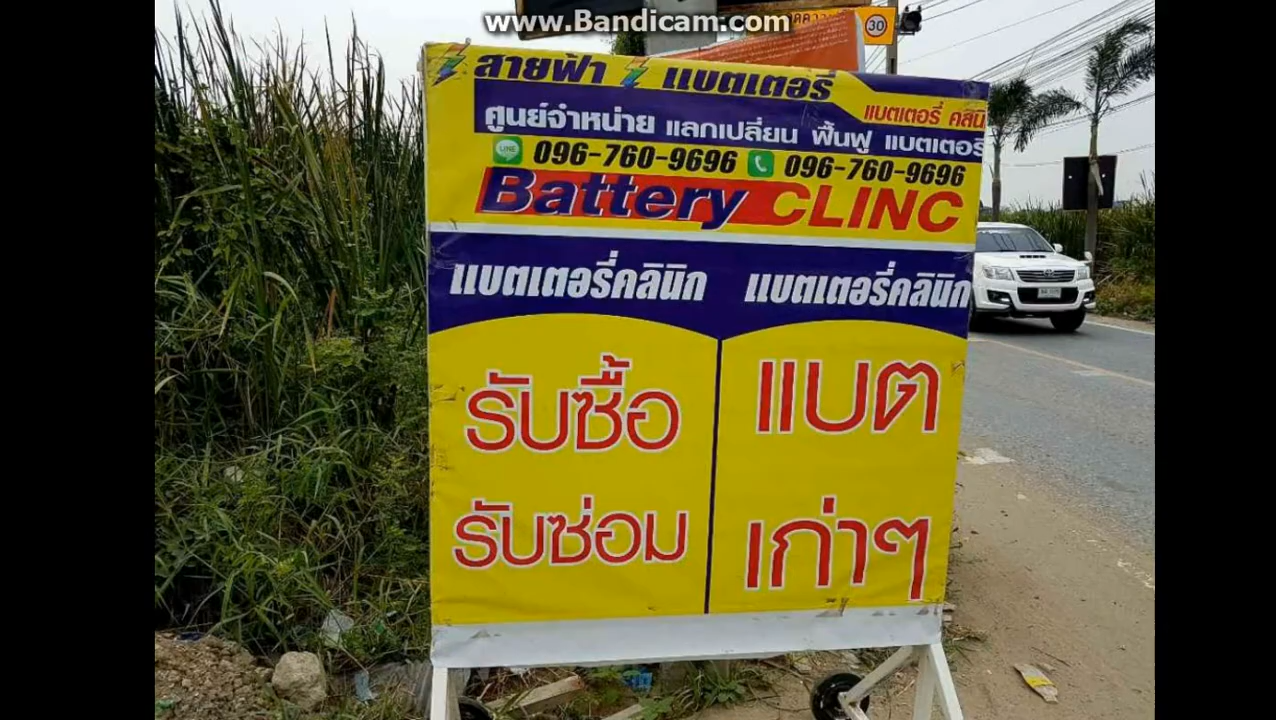 www.Bandicam.com
30
สายฟ้า แบตเตอรี่
แบตเตอรี่ คลินิ
ศูนย์จำหน่าย แลกเปลี่ยน ฟื้นฟู แบตเตอรี่
LINE 096-760-9696 096-760-9696
Battery CLINC
แบตเตอรี่คลินิก แบตเตอรี่คลินิก
รับซื้อ แบต
รับซ่อม เก่าๆ